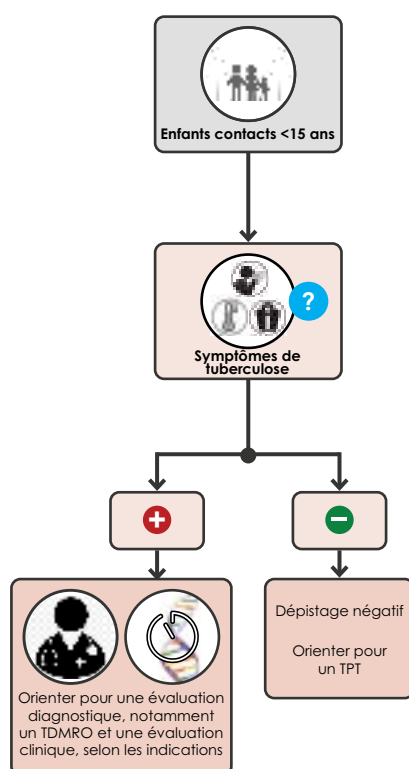 Enfants contacts <15 ans
?
Symptômes de
tuberculose
+
−
Orienter pour une évaluation
diagnostique, notamment
un TDMRO et une évaluation
clinique, selon les indications
Dépistage négatif
Orienter pour
un TPT